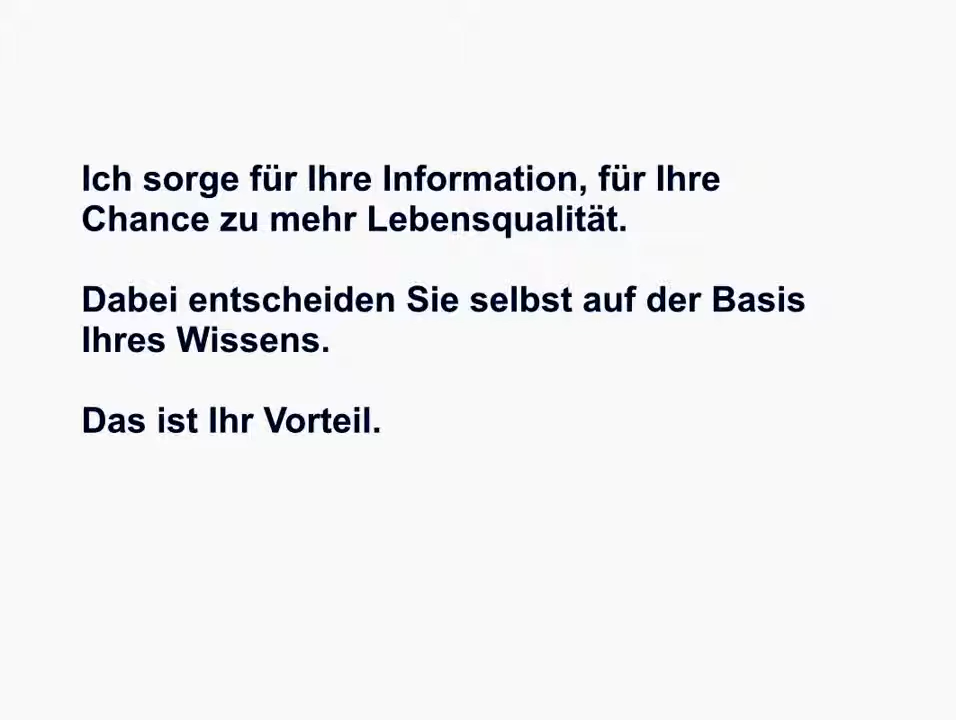 Ich sorge für Ihre Information, für Ihre
Chance zu mehr Lebensqualität.
Dabei entscheiden Sie selbst auf der Basis
Ihres Wissens.
Das ist Ihr Vorteil.